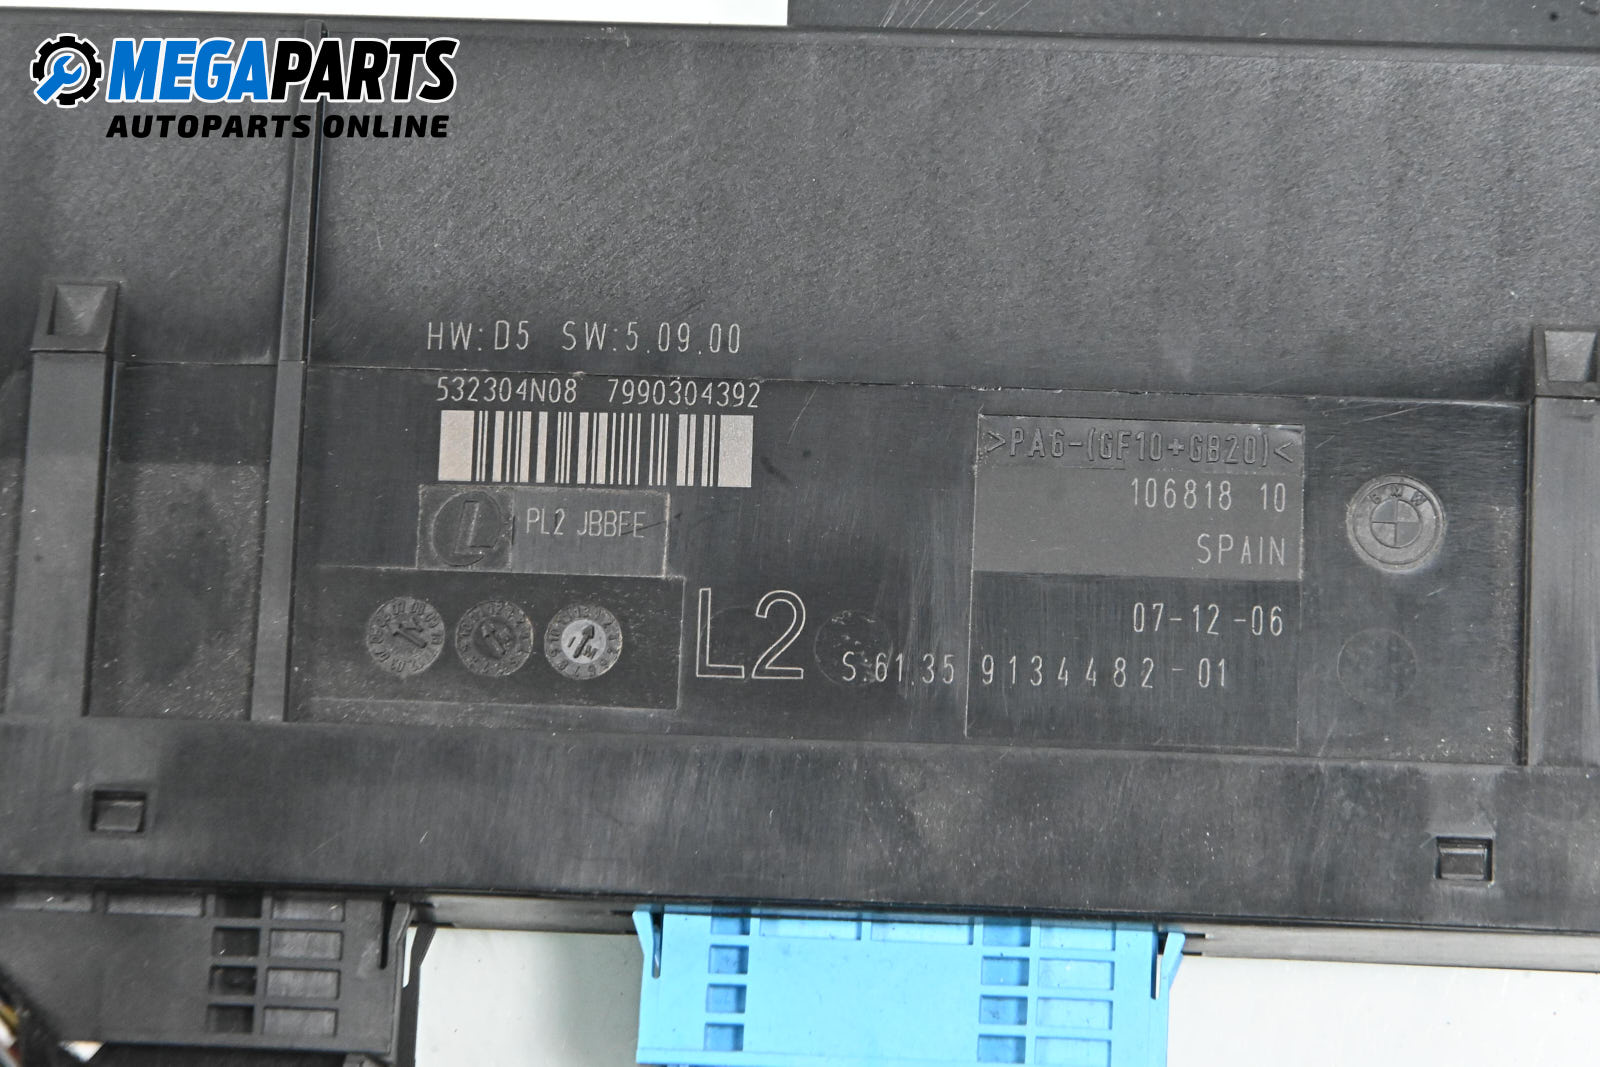 MEGAPARTS
AUTOPARTS ONLINE
HW:D5 SW:5.09.00
532304N08 7990304392
>PA6-(GF10+GB20)<
106818 10
BMW
L PL2 JBBFE
SPAIN
L2
07-12-06
S:61.35 9134482-01